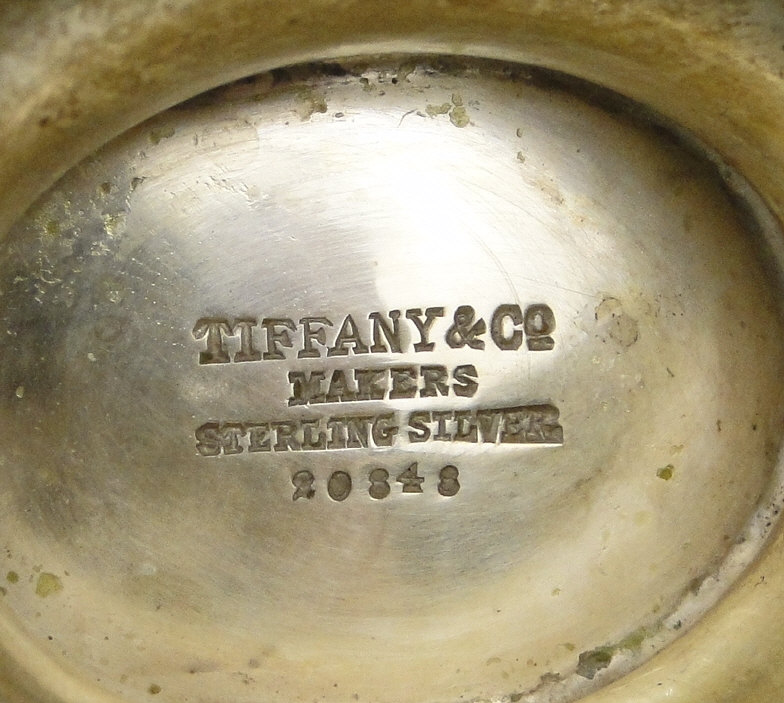 TIFFANY & Cº
MAKERS
STERLING SILVER.
20848